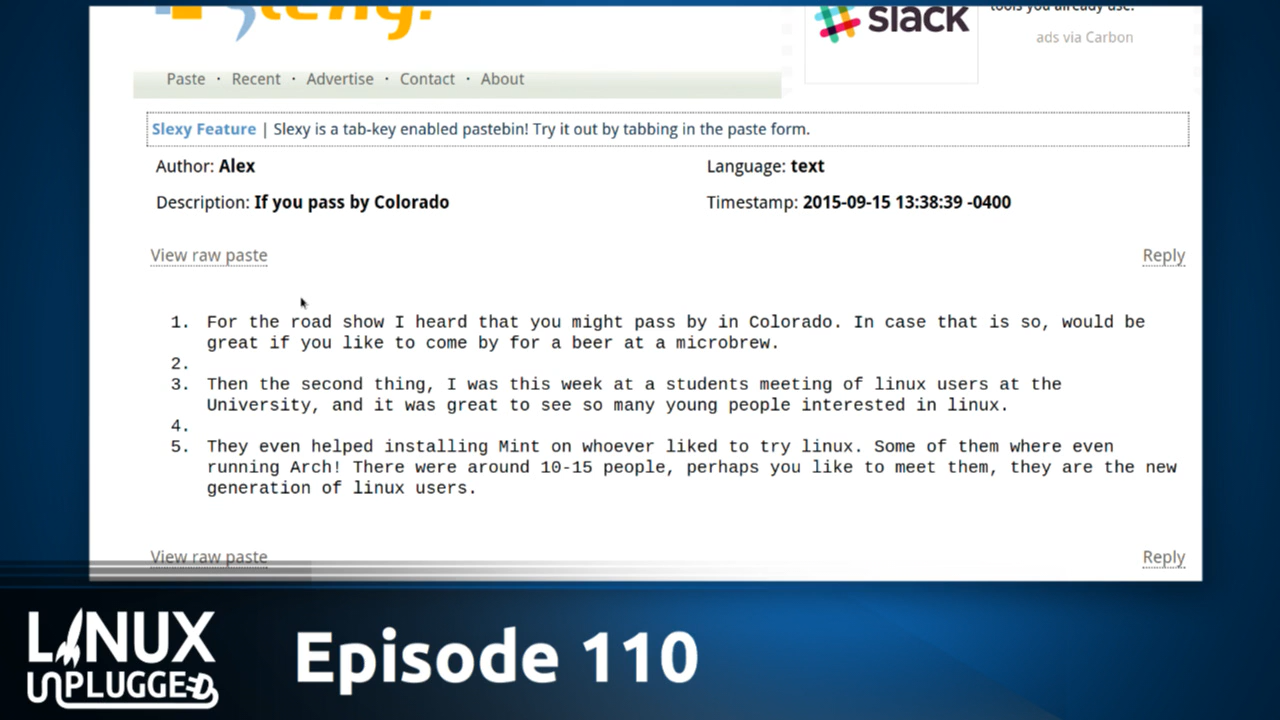 slexy.
slack
tools you already use.
ads via Carbon
Paste · Recent · Advertise · Contact · About
Slexy Feature | Slexy is a tab-key enabled pastebin! Try it out by tabbing in the paste form.
Author: Alex
Language: text
Description: If you pass by Colorado
Timestamp: 2015-09-15 13:38:39 -0400
View raw paste
Reply
1. For the road show I heard that you might pass by in Colorado. In case that is so, would be
great if you like to come by for a beer at a microbrew.
2.
3. Then the second thing, I was this week at a students meeting of linux users at the
University, and it was great to see so many young people interested in linux.
4.
5. They even helped installing Mint on whoever liked to try linux. Some of them where even
running Arch! There were around 10-15 people, perhaps you like to meet them, they are the new
generation of linux users.
View raw paste
Reply
LINUX
UNPLUGGED
Episode 110